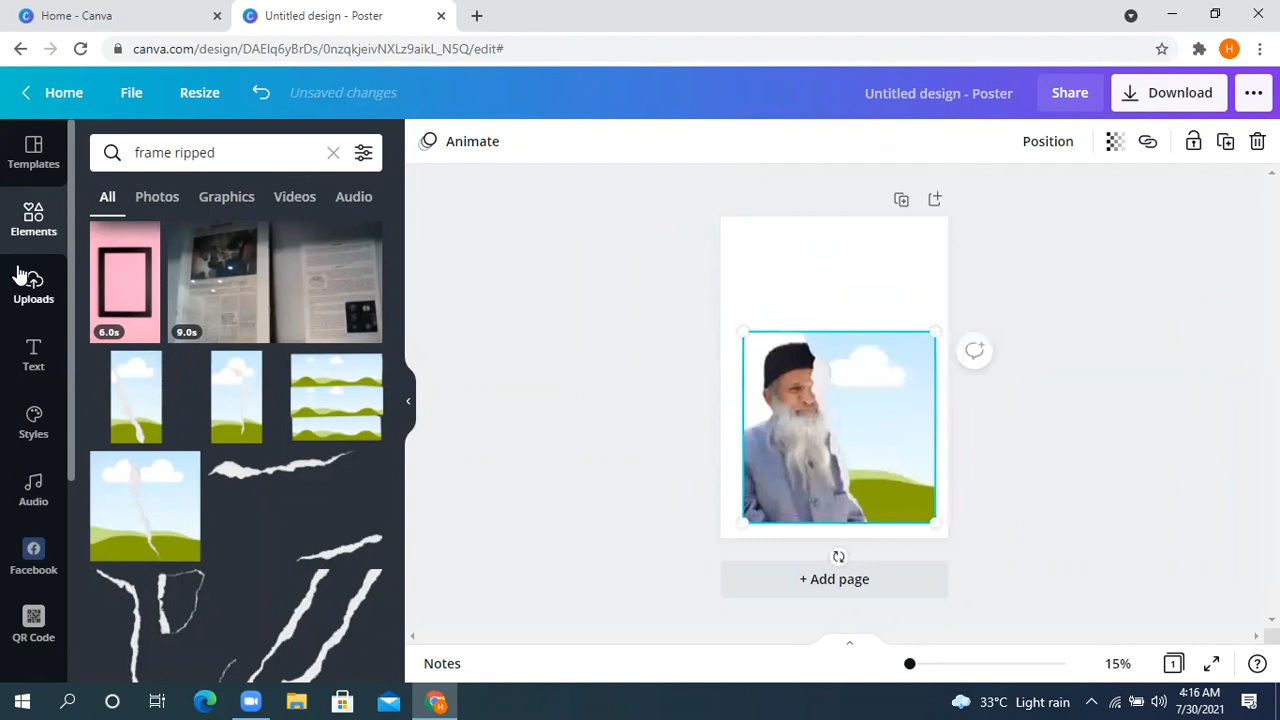 Home - Canva
Untitled design - Poster
canva.com/design/DAEIq6yBrDs/0nzqkjeivNXLz9aikL_N5Q/edit#
H
Home
File
Resize
Unsaved changes
Untitled design - Poster
Share
Download
Templates
Elements
Uploads
Text
Styles
Audio
Facebook
QR Code
frame ripped
All
Photos
Graphics
Videos
Audio
6.0s
9.0s
Animate
Position
+ Add page
Notes
15%
1
33°C Light rain
4:16 AM
7/30/2021